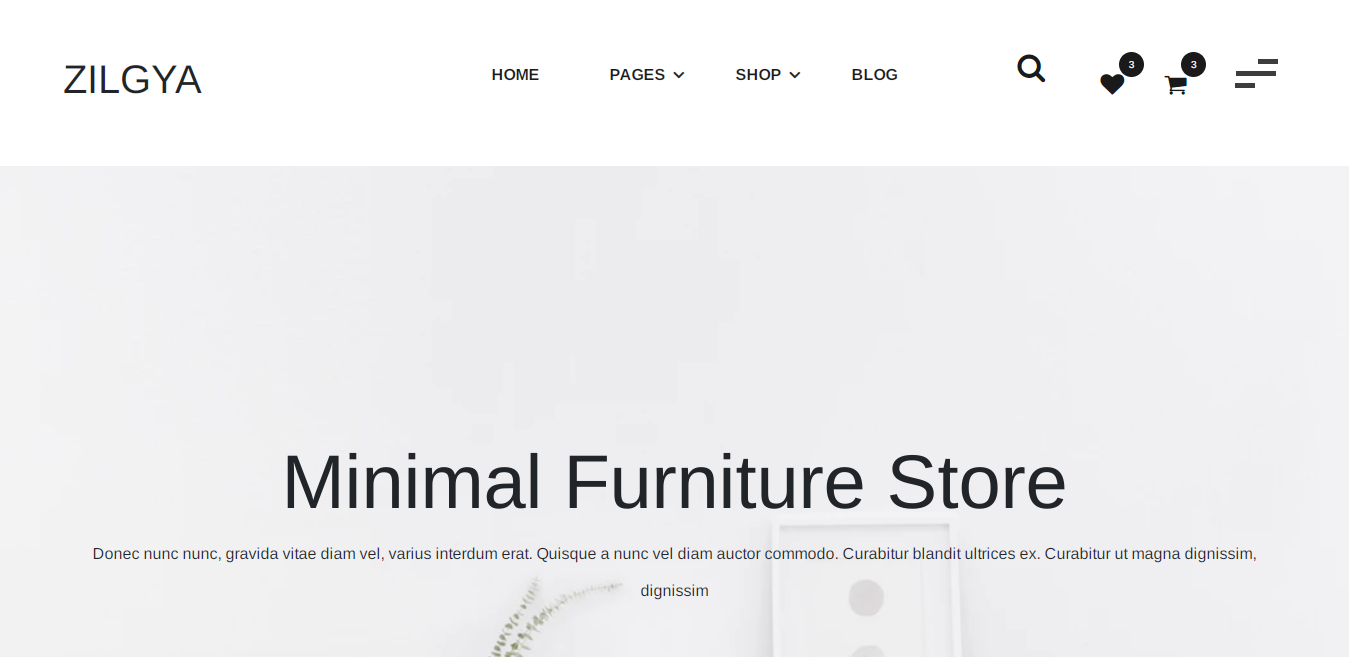 ZILGYA
HOME PAGES SHOP BLOG
3 3
Minimal Furniture Store
Donec nunc nunc, gravida vitae diam vel, varius interdum erat. Quisque a nunc vel diam auctor commodo. Curabitur blandit ultrices ex. Curabitur ut magna dignissim,
dignissim